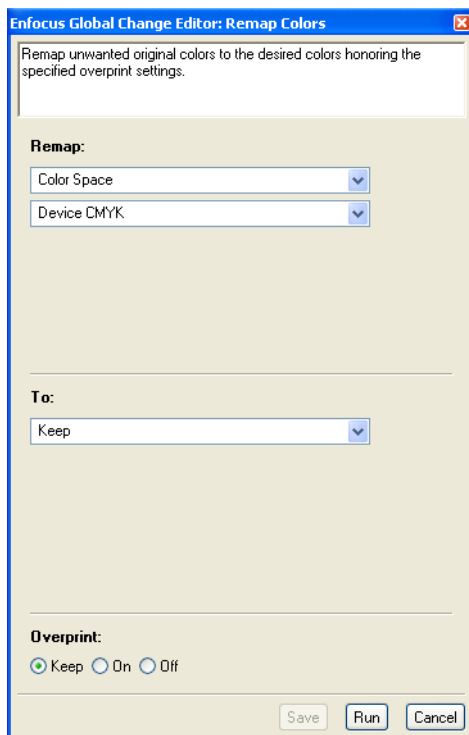 Enfocus Global Change Editor: Remap Colors
Remap unwanted original colors to the desired colors honoring the
specified overprint settings.
Remap:
Color Space
Device CMYK
To:
Keep
Overprint:
Keep On Off
Save Run Cancel